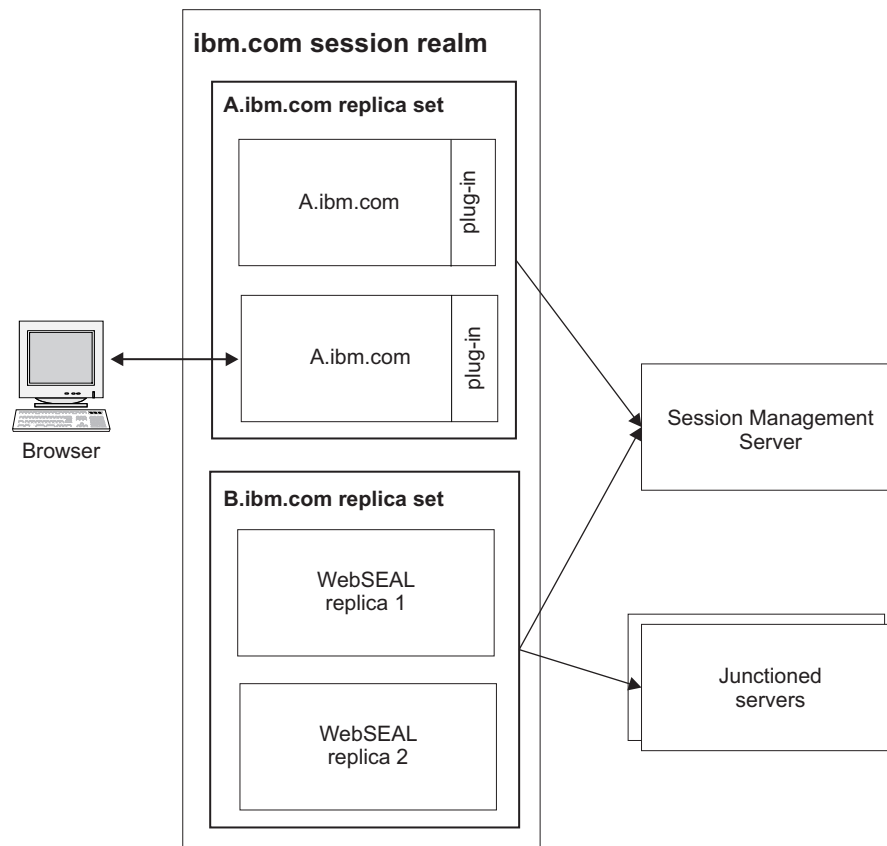 ibm.com session realm
A.ibm.com replica set
A.ibm.com
plug-in
A.ibm.com
plug-in
Browser
Session Management
Server
B.ibm.com replica set
WebSEAL
replica 1
WebSEAL
replica 2
Junctioned
servers